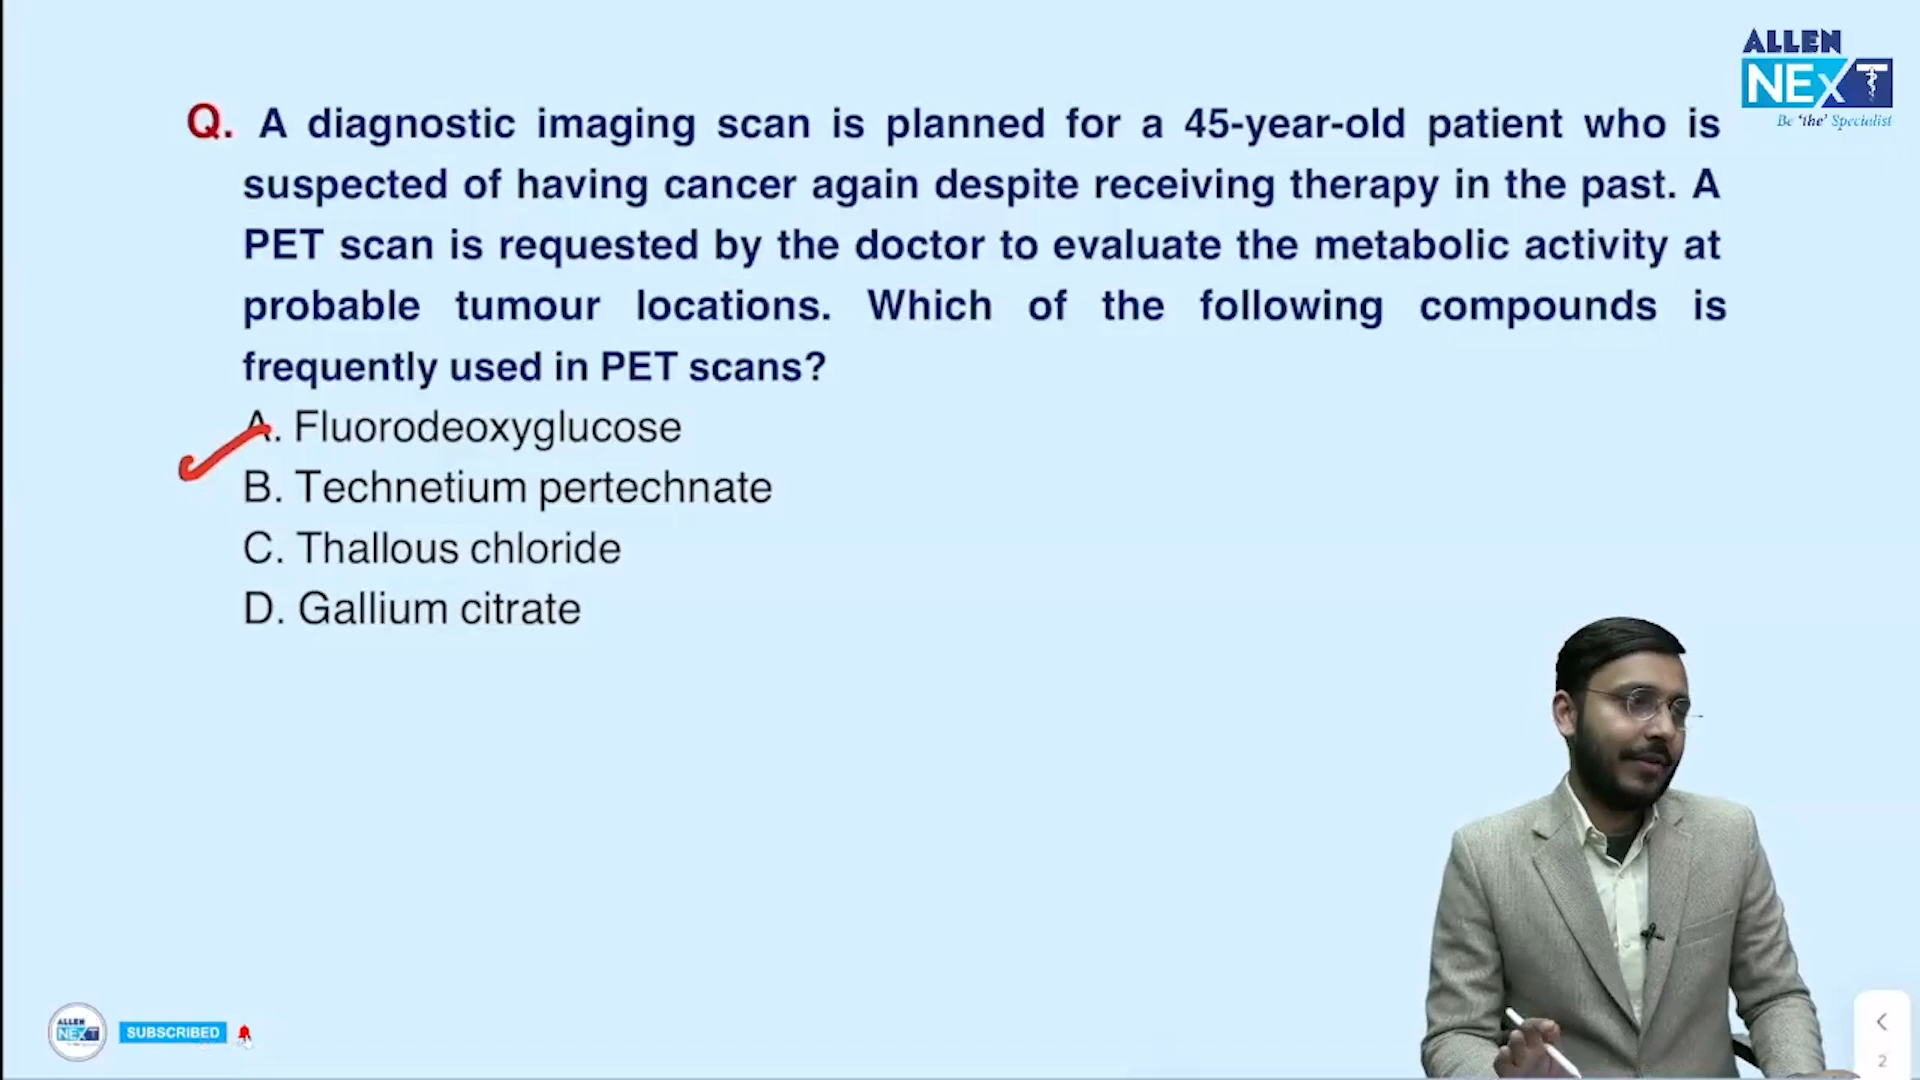 ALLEN
NEXT
Be 'the' Specialist
Q. A diagnostic imaging scan is planned for a 45-year-old patient who is
suspected of having cancer again despite receiving therapy in the past. A
PET scan is requested by the doctor to evaluate the metabolic activity at
probable tumour locations. Which of the following compounds is
frequently used in PET scans?
A. Fluorodeoxyglucose
B. Technetium pertechnate
C. Thallous chloride
D. Gallium citrate
ALLEN
NEXT
SUBSCRIBED
2